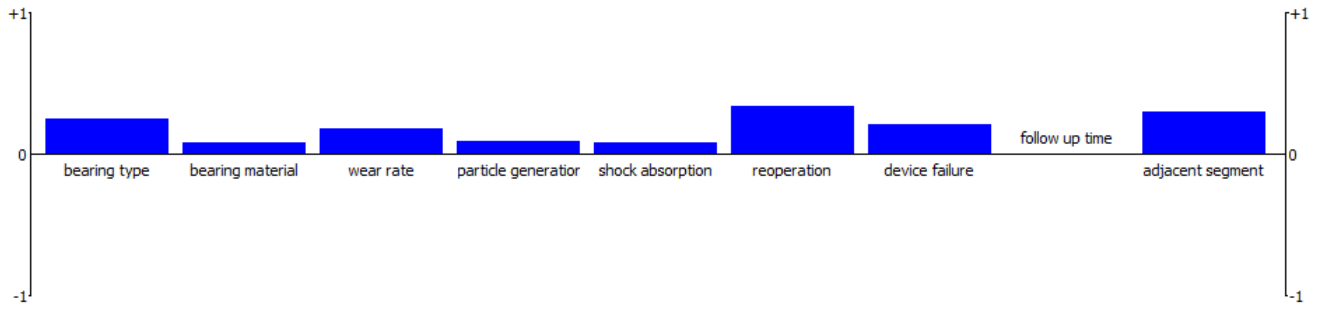 +1
+1
follow up time
0
0
bearing type
bearing material
wear rate
particle generation
shock absorption
reoperation
device failure
adjacent segment
-1
-1